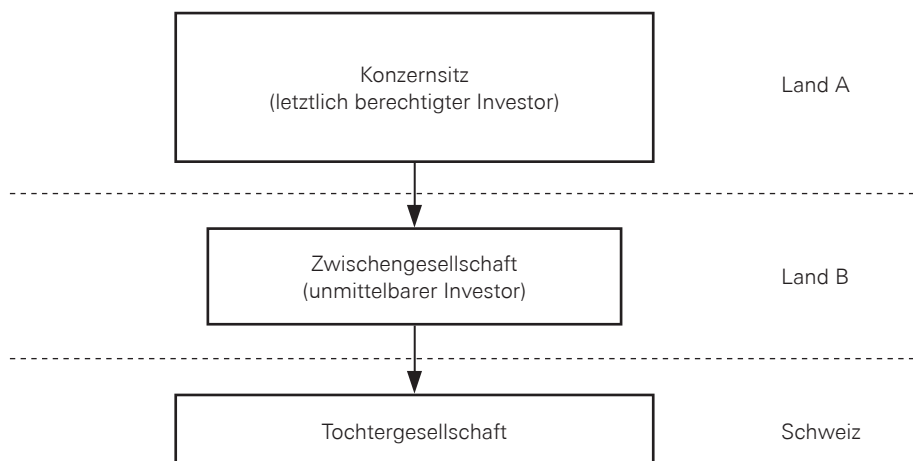 Konzernsitz
(letztlich berechtigter Investor)
Land A
Zwischengesellschaft
(unmittelbarer Investor)
Land B
Tochtergesellschaft
Schweiz